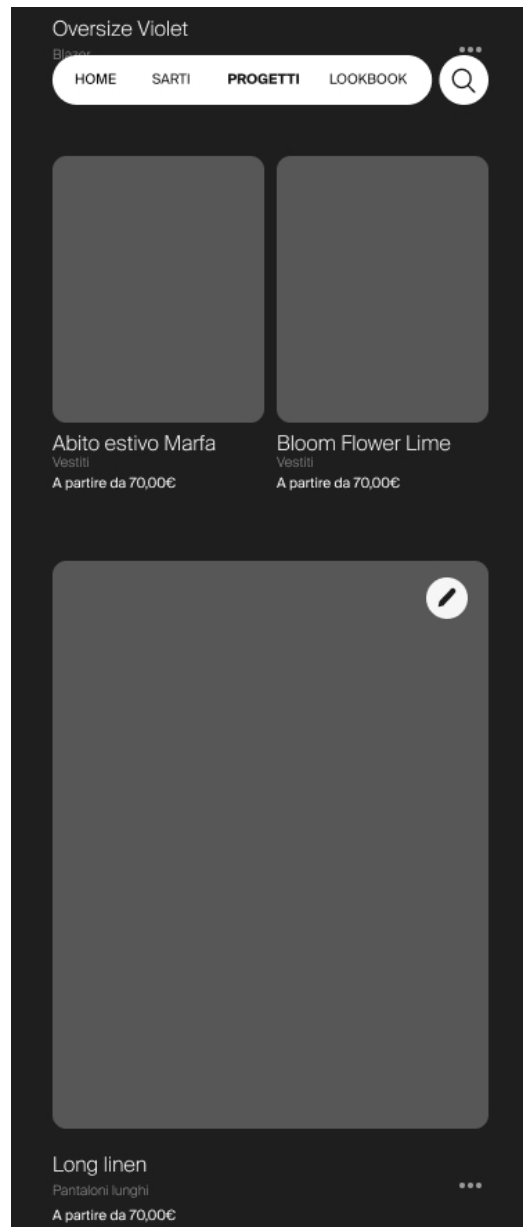 Oversize Violet
Blazer
HOME SARTI PROGETTI LOOKBOOK
Abito estivo Marfa
Vestiti
A partire da 70,00€
Bloom Flower Lime
Vestiti
A partire da 70,00€
Long linen
Pantaloni lunghi
A partire da 70,00€